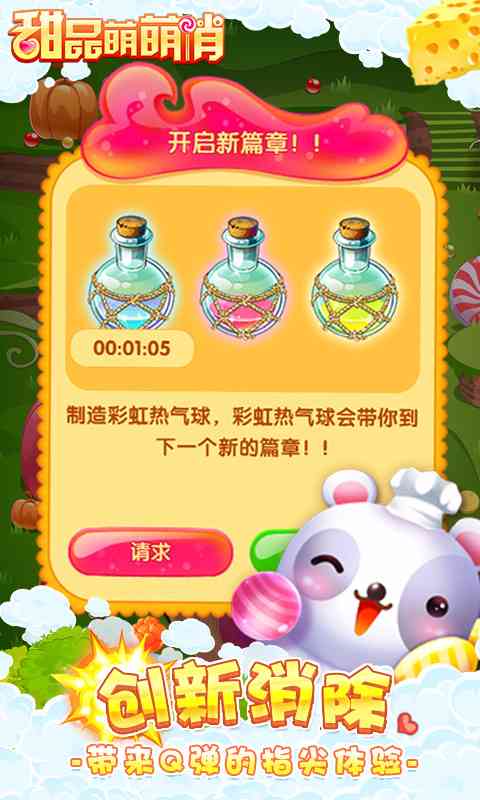 甜品萌萌消
开启新篇章！！
00:01:05
制造彩虹热气球，彩虹热气球会带你到
下一个新的篇章！！
请求
创新消除
-带来Q弹的指尖体验-